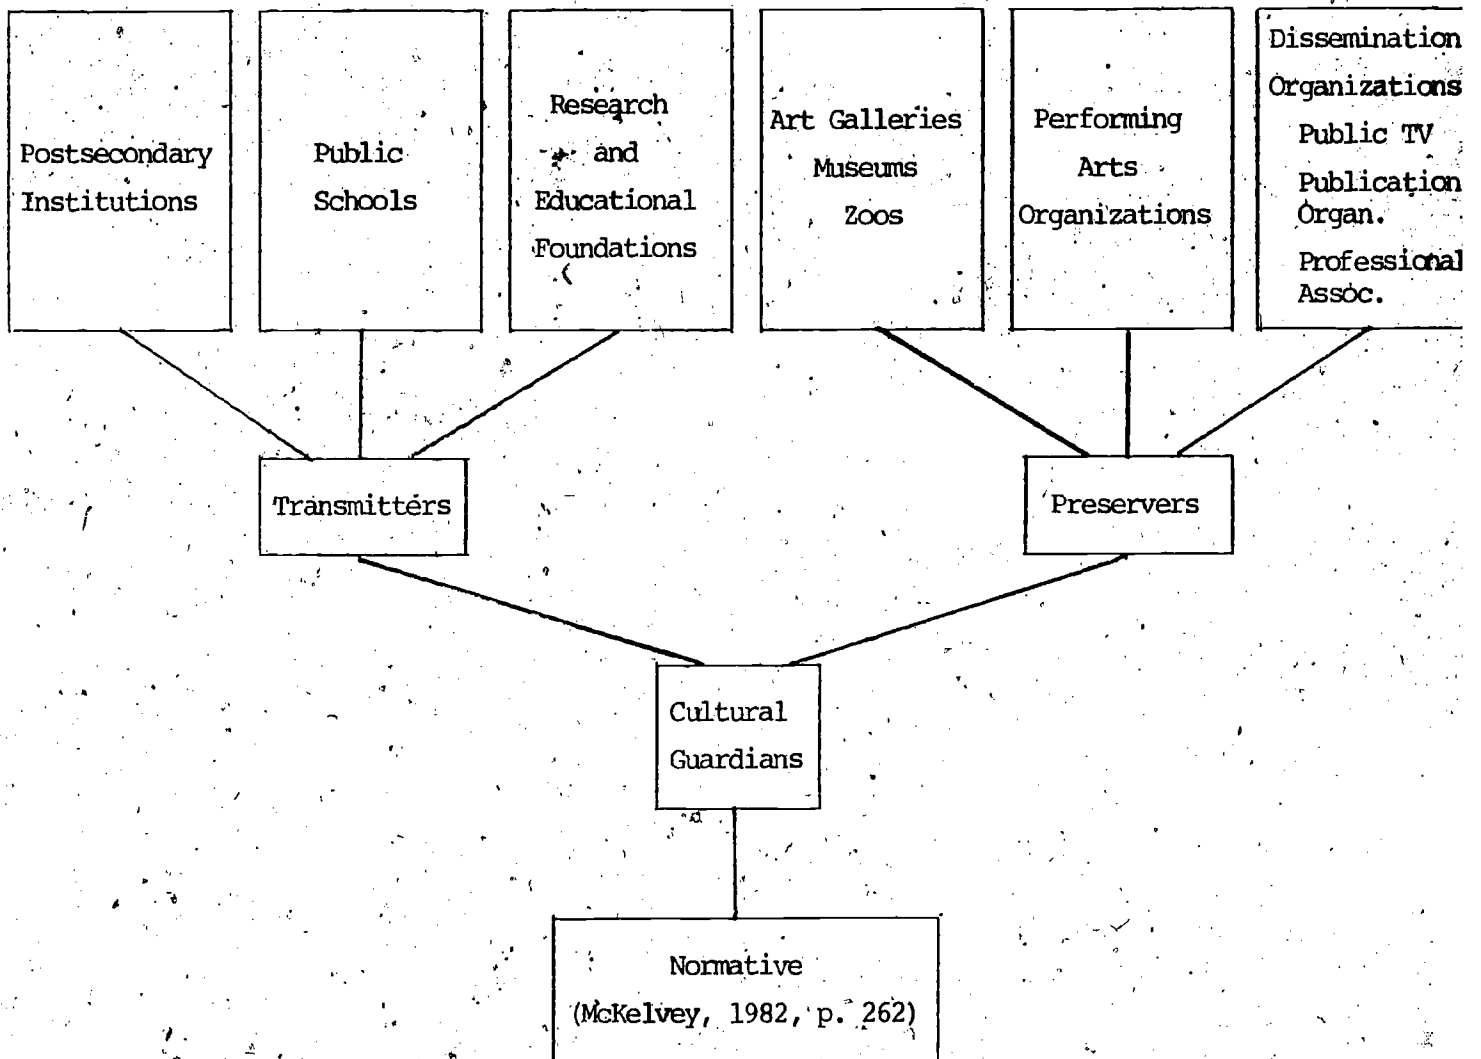 Postsecondary
Institutions
Public
Schools
Research
and
Educational
Foundations
Art Galleries
Museums
Zoos
Performing
Arts
Organizations
Dissemination
Organizations
Public TV
Publication
Organ.
Professional
Assoc.
Transmitters
Preservers
Cultural
Guardians
Normative
(McKelvey, 1982, p. 262)